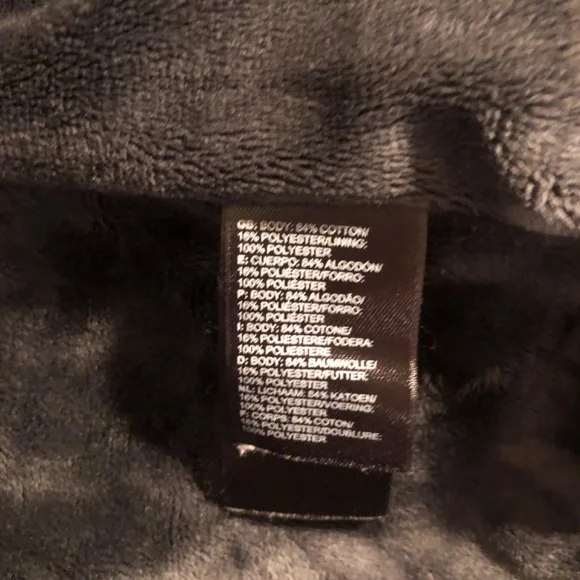 GB: BODY: 84% COTTON/
16% POLYESTER/LINING:
100% POLYESTER
E: CUERPO: 84% ALGODÓN/
16% POLIÉSTER/FORRO:
100% POLIÉSTER
P: BODY: 84% ALGODÃO/
16% POLIÉSTER/FORRO:
100% POLIÉSTER
I: BODY: 84% COTONE/
16% POLIESTERE/FODERA:
100% POLIESTERE
D: BODY: 84% BAUMWOLLE/
16% POLYESTER/FUTTER:
100% POLYESTER
NL: LICHAAM: 84% KATOEN/
16% POLYESTER/VOERING:
100% POLYESTER
F: CORPS: 84% COTON/
16% POLYESTER/DOUBLURE:
100% POLYESTER